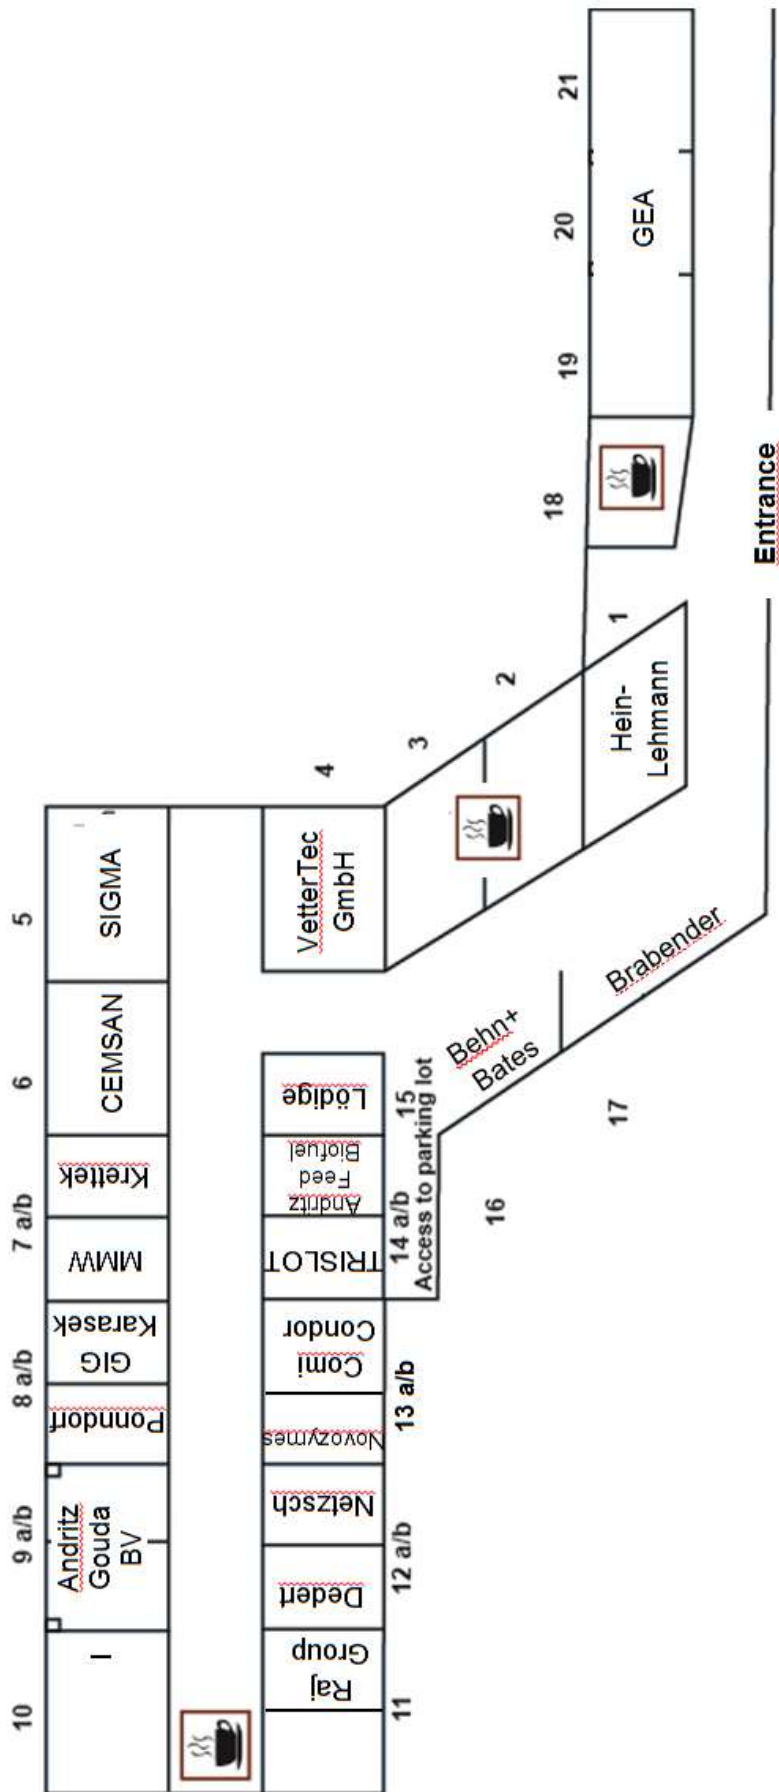 5
6
7 a/b
8 a/b
9 a/b
10
SIGMA
CEMSAN
Krettek
MMW
GIG
Karasek
Ponndorf
Andritz
Gouda
BV
I
4
VetterTec
GmbH
Lödige
Andritz
Feed
Biofuel
TRISLOT
Comi
Condor
Novozymes
Netzsch
Dedert
Raj
Group
15
14 a/b
13 a/b
12 a/b
11
Access to parking lot
3
2
1
Hein-
Lehmann
Behn+
Bates
Brabender
16
17
18
19
20
21
GEA
Entrance